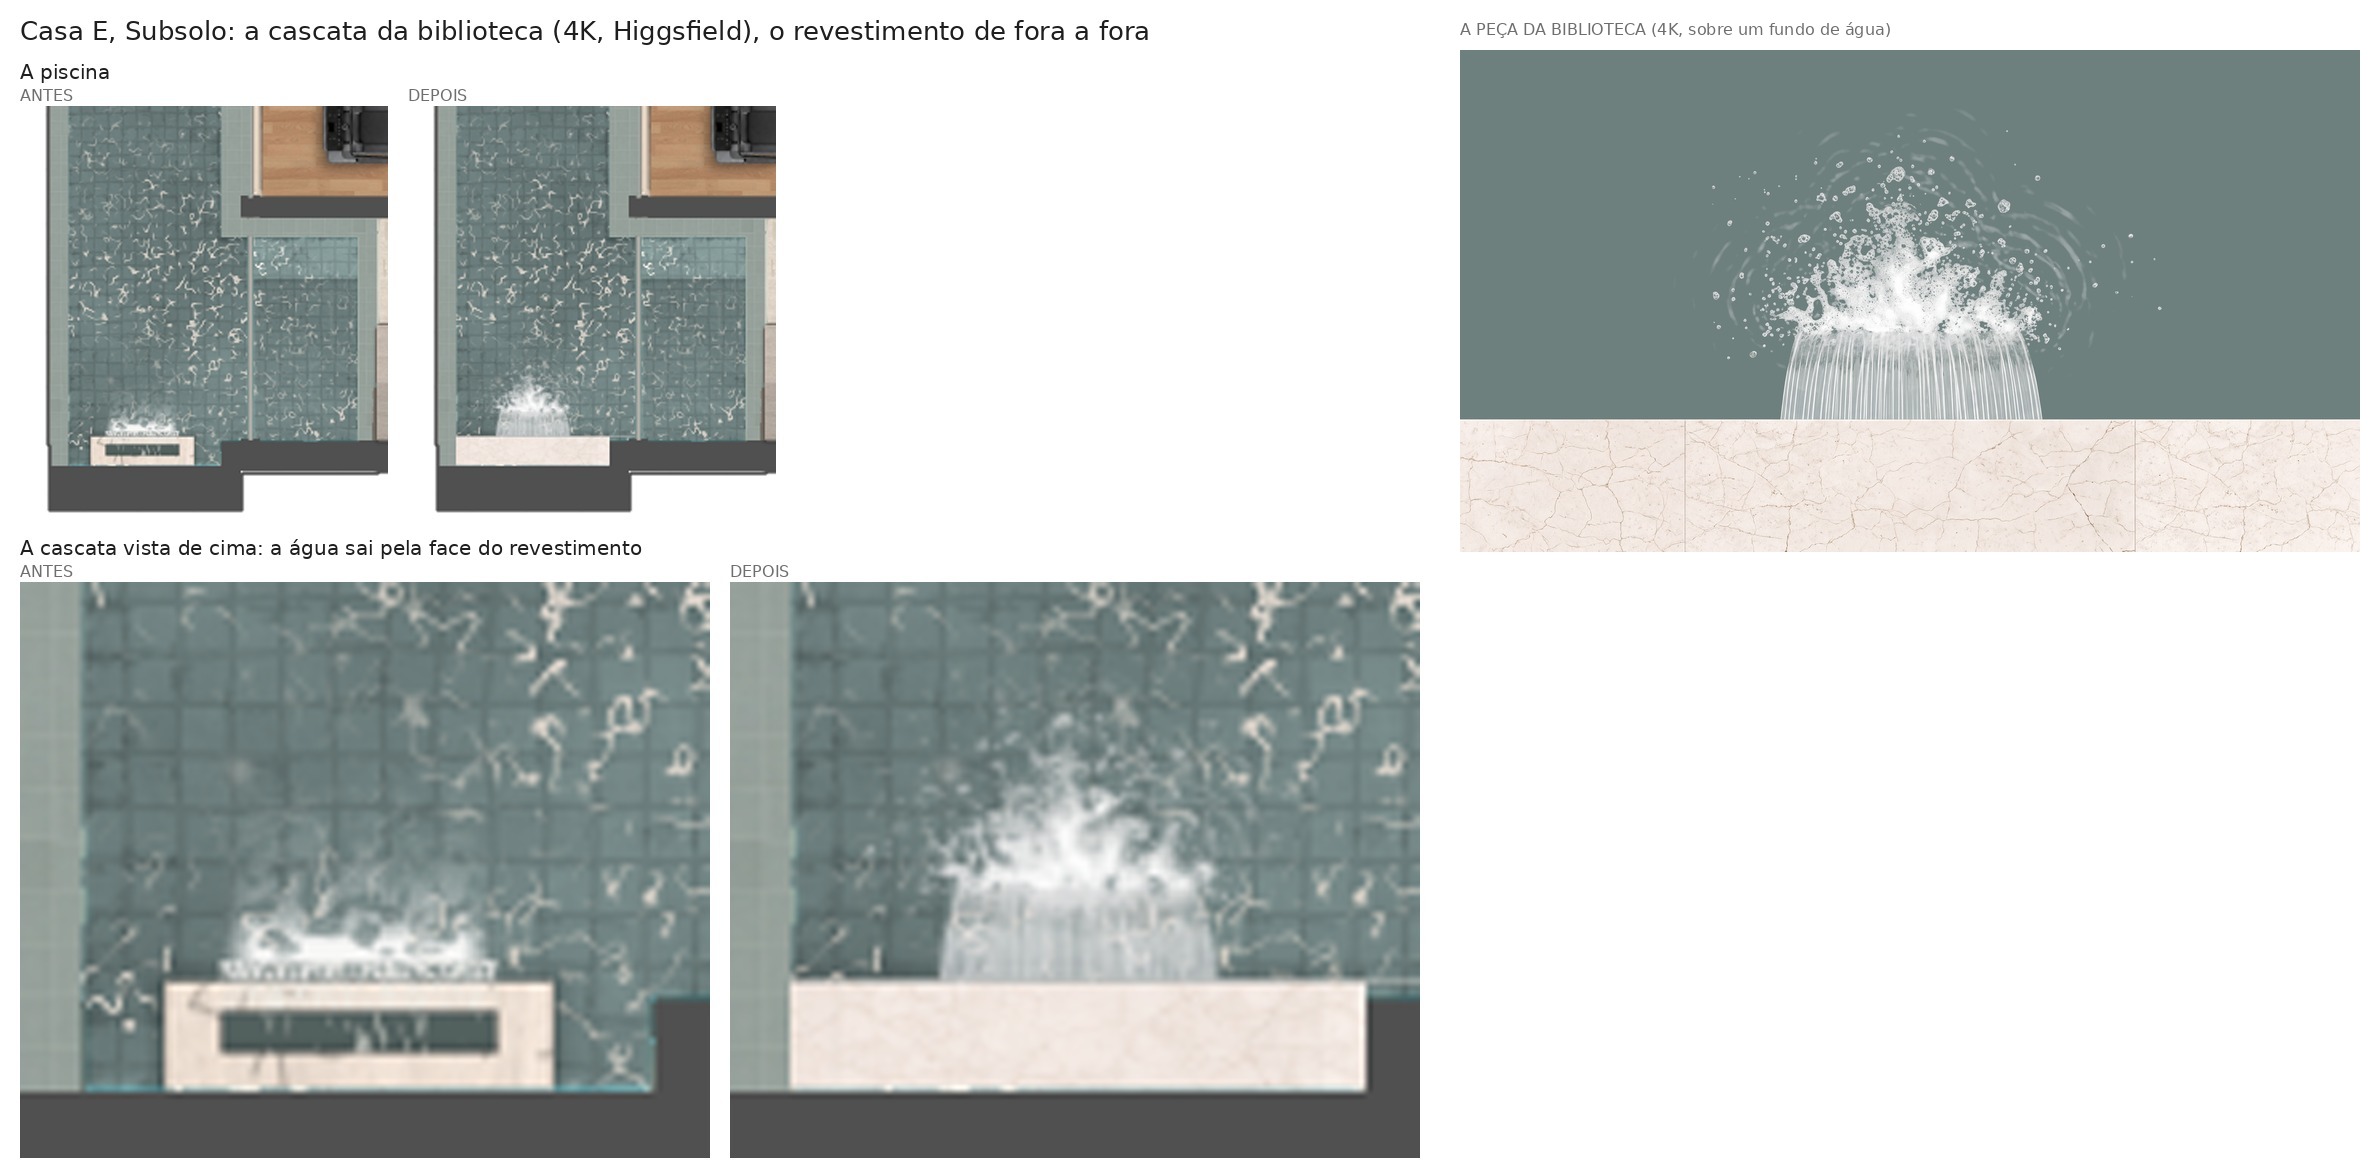 Casa E, Subsolo: a cascata da biblioteca (4K, Higgsfield), o revestimento de fora a fora
A PEÇA DA BIBLIOTECA (4K, sobre um fundo de água)
A piscina
ANTES
DEPOIS
A cascata vista de cima: a água sai pela face do revestimento
ANTES
DEPOIS